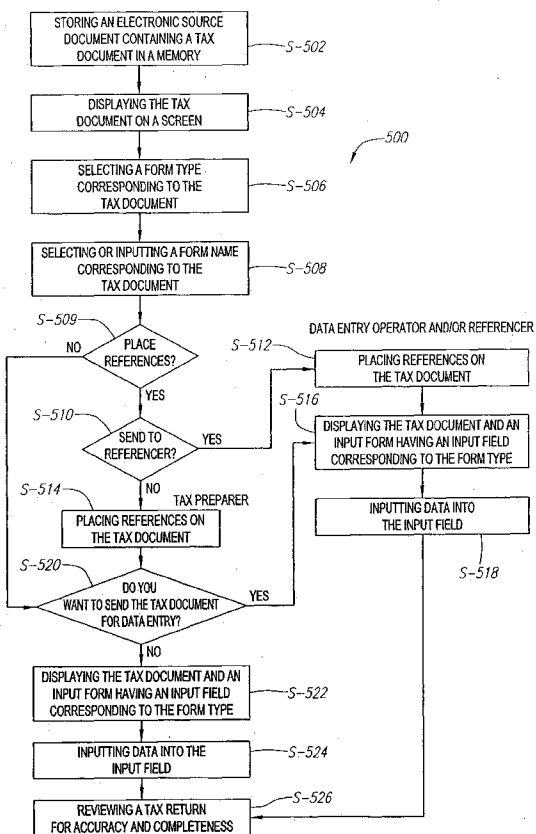 STORING AN ELECTRONIC SOURCE
DOCUMENT CONTAINING A TAX
DOCUMENT IN A MEMORY
S-502
DISPLAYING THE TAX
DOCUMENT ON A SCREEN
S-504
500
SELECTING A FORM TYPE
CORRESPONDING TO THE
TAX DOCUMENT
S-506
SELECTING OR INPUTTING A FORM NAME
CORRESPONDING TO THE
TAX DOCUMENT
S-508
S-509
PLACE
REFERENCES?
NO
YES
DATA ENTRY OPERATOR AND/OR REFERENCER
S-512
PLACING REFERENCES ON
THE TAX DOCUMENT
S-510
SEND TO
REFERENCER?
YES
NO
S-516
DISPLAYING THE TAX DOCUMENT AND AN
INPUT FORM HAVING AN INPUT FIELD
CORRESPONDING TO THE FORM TYPE
S-514
TAX PREPARER
PLACING REFERENCES ON
THE TAX DOCUMENT
INPUTTING DATA INTO
THE INPUT FIELD
S-518
S-520
DO YOU
WANT TO SEND THE TAX DOCUMENT
FOR DATA ENTRY?
YES
NO
DISPLAYING THE TAX DOCUMENT AND AN
INPUT FORM HAVING AN INPUT FIELD
CORRESPONDING TO THE FORM TYPE
S-522
INPUTTING DATA INTO THE
INPUT FIELD
S-524
S-526
REVIEWING A TAX RETURN
FOR ACCURACY AND COMPLETENESS